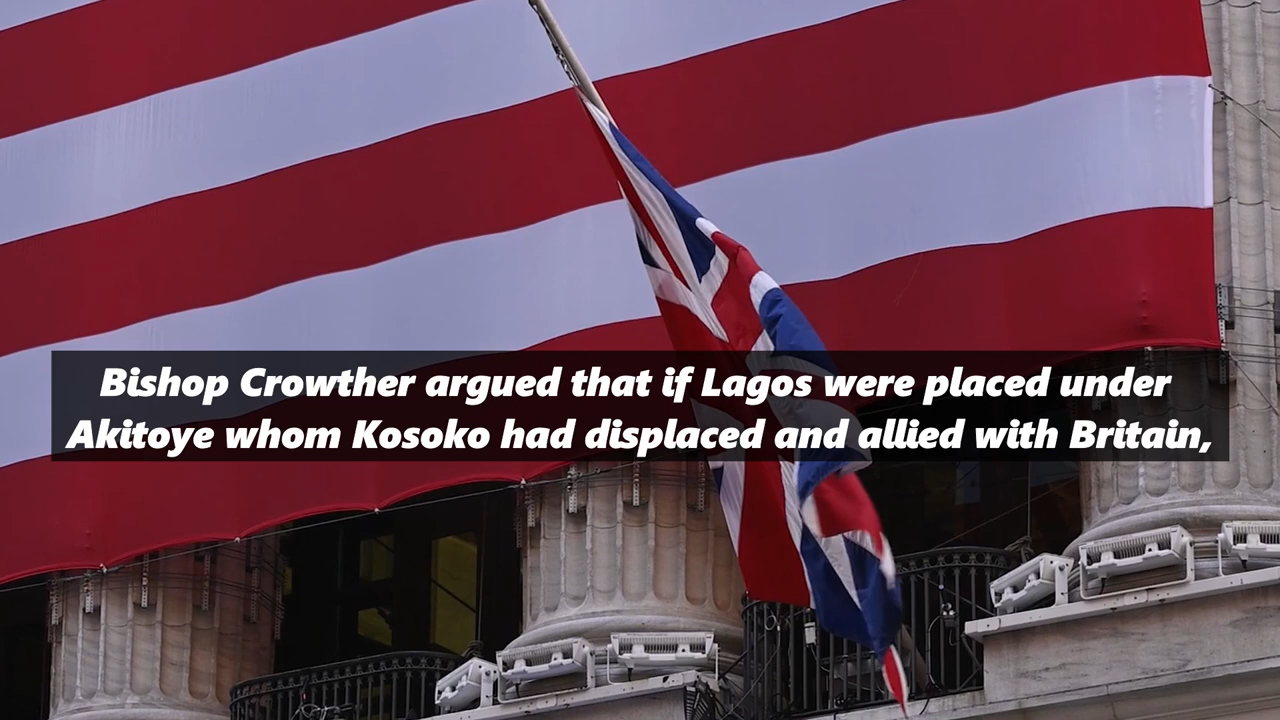 Bishop Crowther argued that if Lagos were placed under
Akitoye whom Kosoko had displaced and allied with Britain,